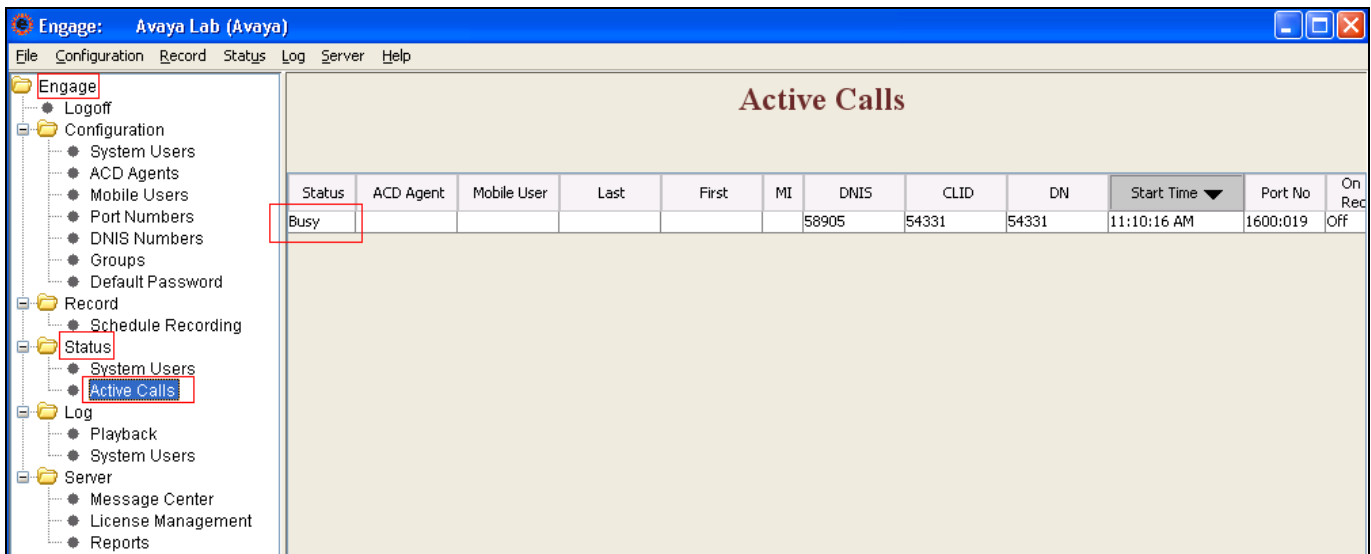 Engage: Avaya Lab (Avaya)
File Configuration Record Status Log Server Help
Engage
Logoff
Configuration
System Users
ACD Agents
Mobile Users
Port Numbers
DNIS Numbers
Groups
Default Password
Record
Schedule Recording
Status
System Users
Active Calls
Log
Playback
System Users
Server
Message Center
License Management
Reports
Active Calls
Status ACD Agent Mobile User Last First MI DNIS CLID DN Start Time Port No On Rec
Busy 58905 54331 54331 11:10:16 AM 1600:019 Off